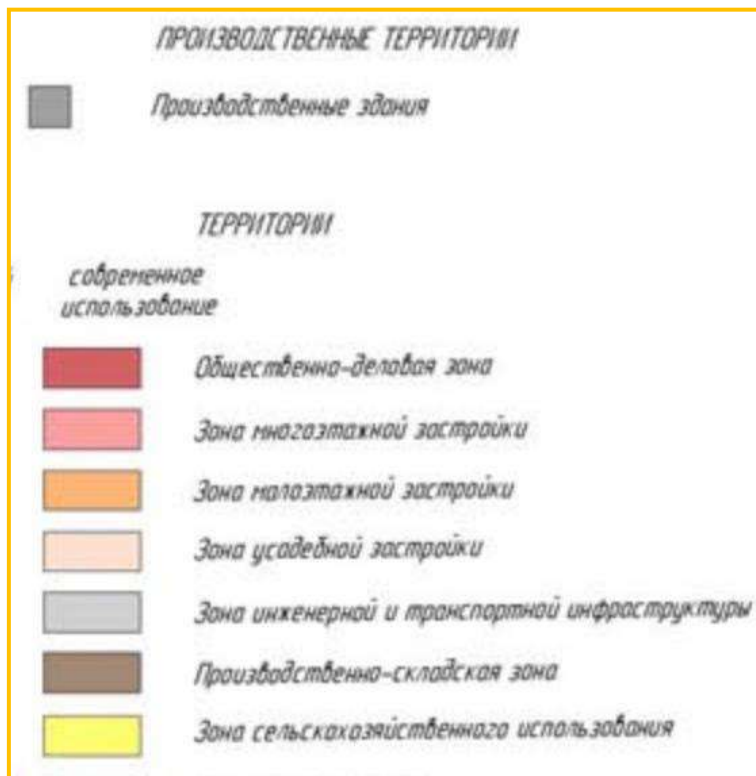 ПРОИЗВОДСТВЕННЫЕ ТЕРРИТОРИИ
Производственные здания
ТЕРРИТОРИИ
современное
использование
Общественно-деловая зона
Зона многоэтажной застройки
Зона малоэтажной застройки
Зона усадебной застройки
Зона инженерной и транспортной инфраструктуры
Производственно-складская зона
Зона сельскохозяйственного использования